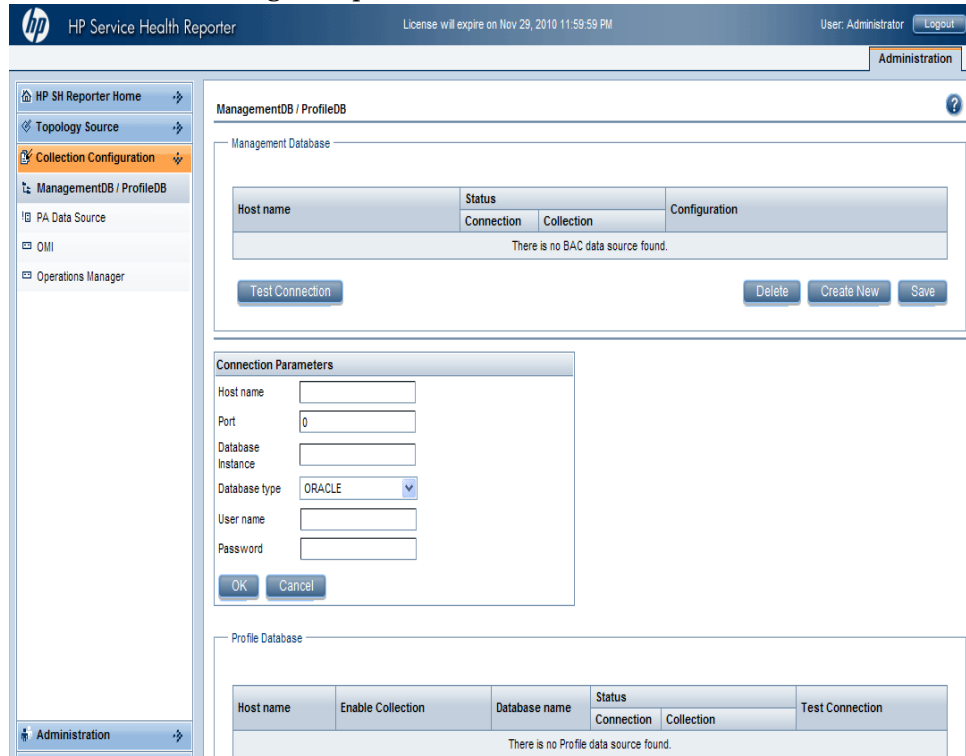 hp HP Service Health Reporter License will expire on Nov 29, 2010 11:59:59 PM User: Administrator Logout
Administration
HP SH Reporter Home
Topology Source
Collection Configuration
ManagementDB / ProfileDB
PA Data Source
OMI
Operations Manager
Administration
ManagementDB / ProfileDB ?
Management Database
Host name Status Configuration
Connection Collection
There is no BAC data source found.
Test Connection Delete Create New Save
Connection Parameters
Host name
Port 0
Database
Instance
Database type ORACLE
User name
Password
OK Cancel
Profile Database
Host name Enable Collection Database name Status Test Connection
Connection Collection
There is no Profile data source found.